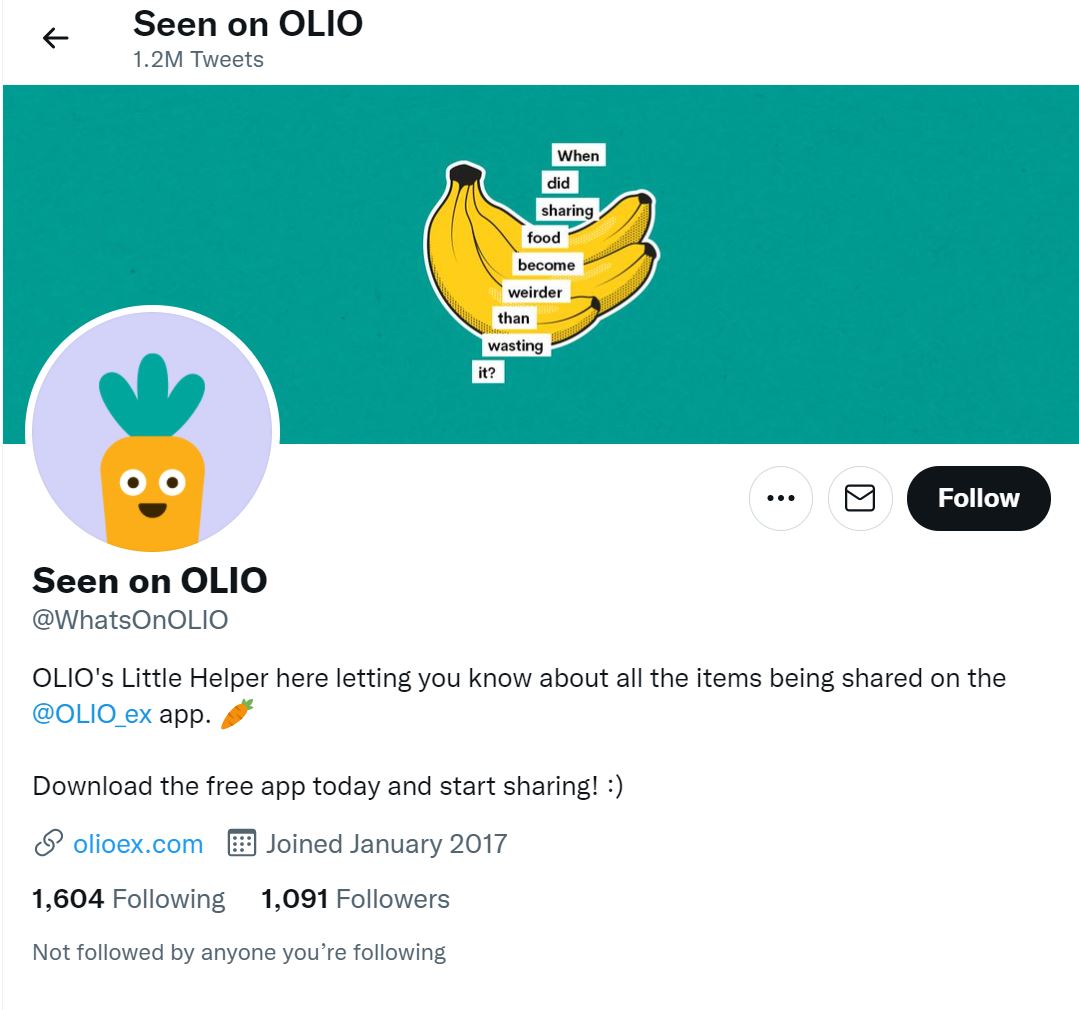 Seen on OLIO
1.2M Tweets
When
did
sharing
food
become
weirder
than
wasting
it?
Follow
Seen on OLIO
@WhatsOnOLIO
OLIO's Little Helper here letting you know about all the items being shared on the
@OLIO_ex app. 🥕
Download the free app today and start sharing! :)
olioex.com Joined January 2017
1,604 Following 1,091 Followers
Not followed by anyone you’re following